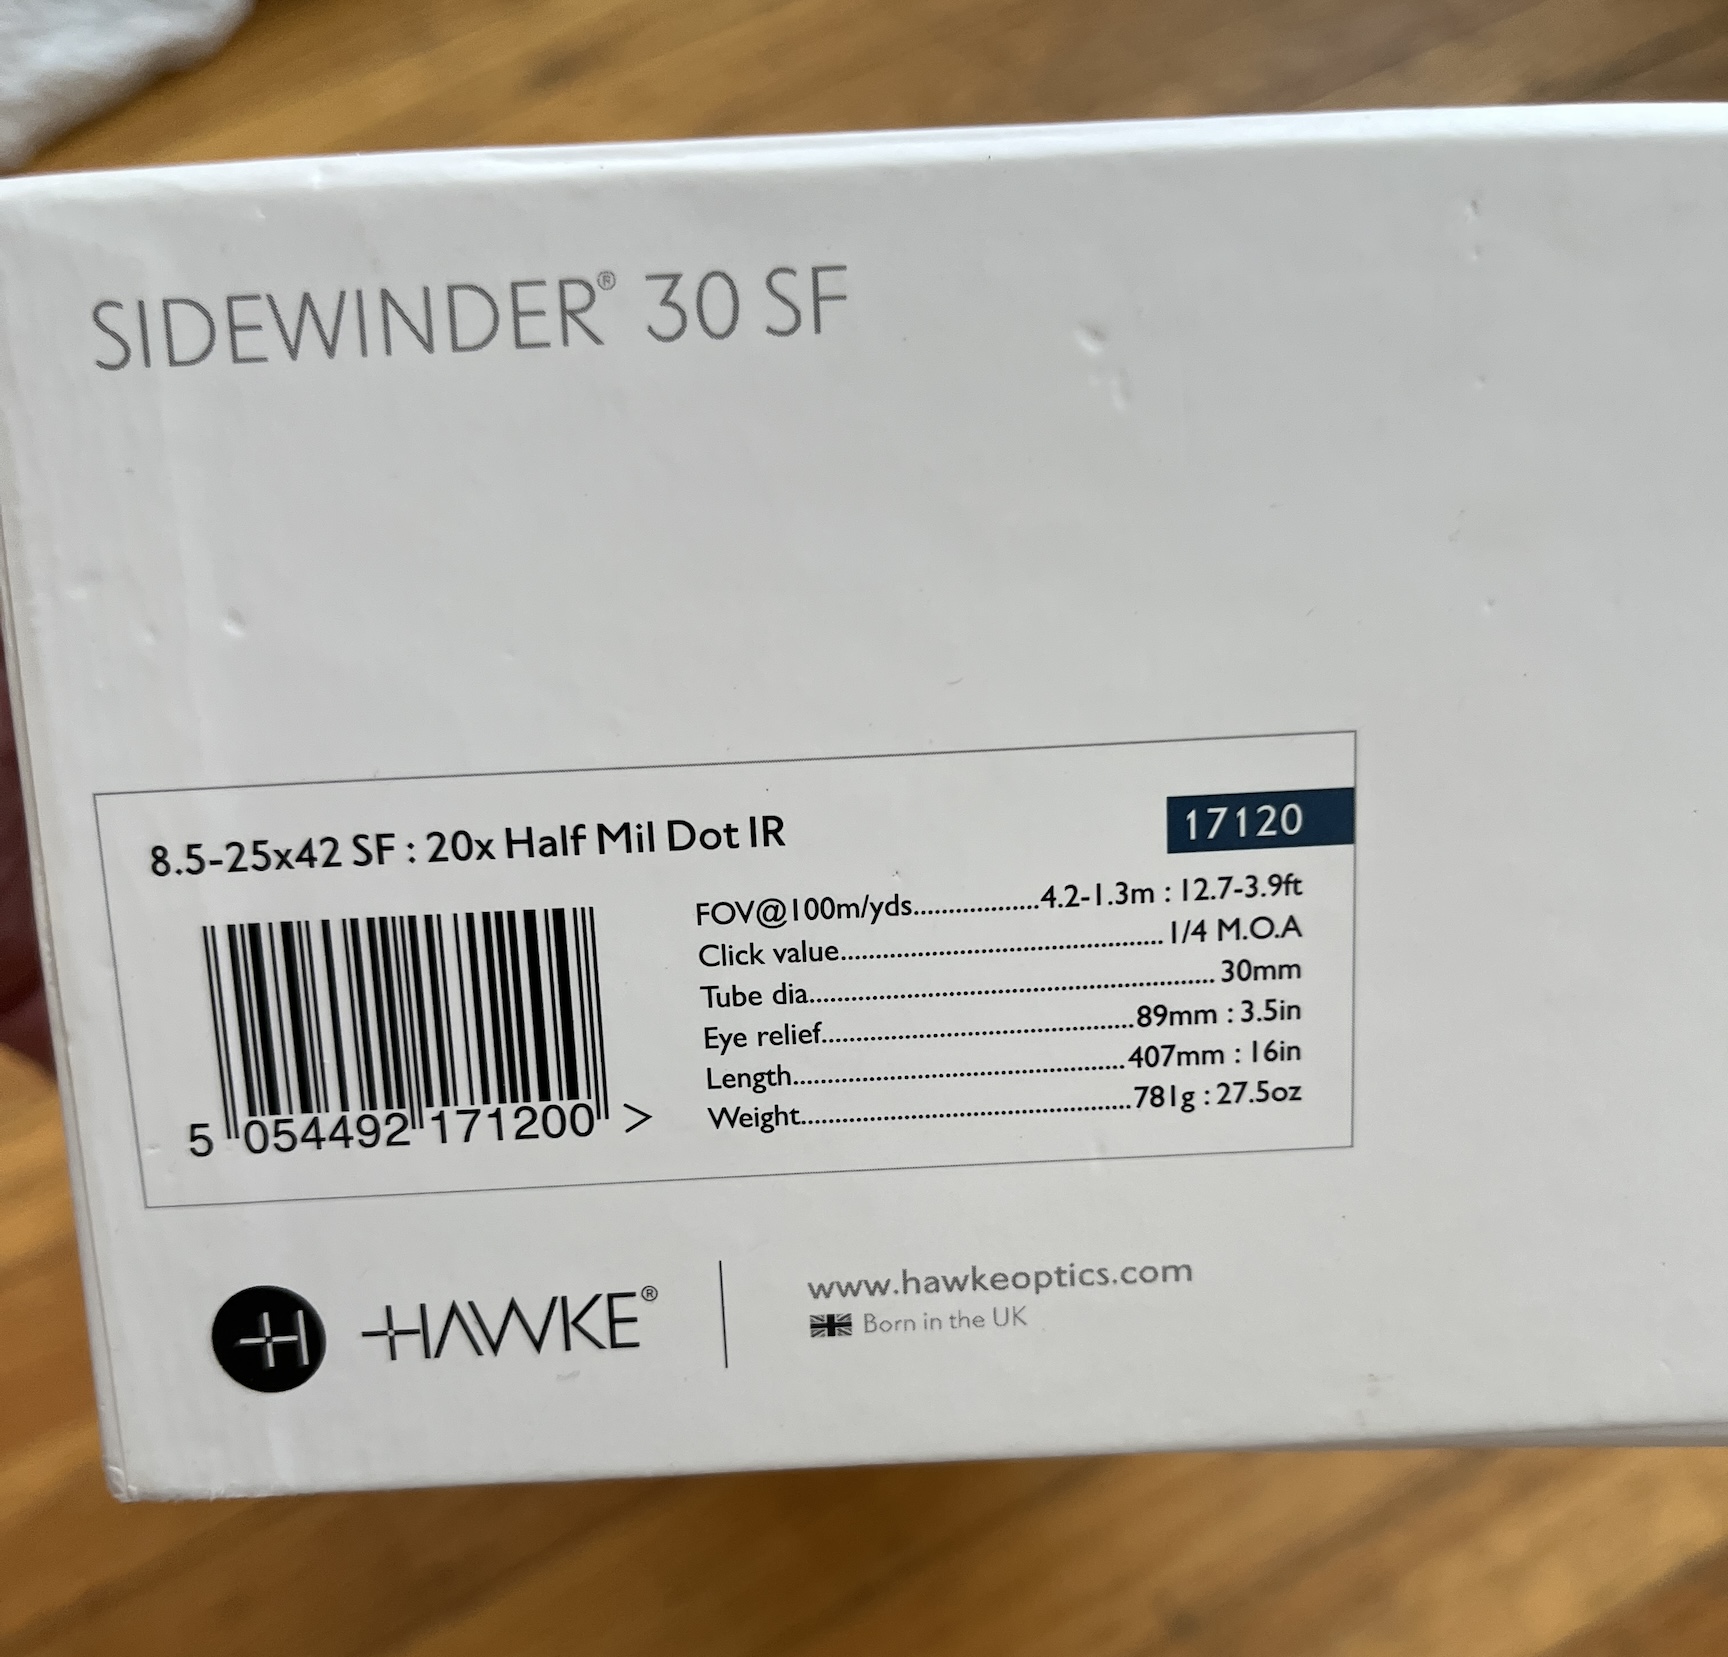 SIDEWINDER® 30 SF
8.5-25x42 SF : 20x Half Mil Dot IR
17120
FOV@100m/yds..................4.2-1.3m : 12.7-3.9ft
Click value..............................................1/4 M.O.A
Tube dia..........................................................30mm
Eye relief............................................89mm : 3.5in
Length...............................................407mm : 16in
Weight...............................................781g : 27.5oz
5 054492 171200 >
H HAWKE®
www.hawkeoptics.com
Born in the UK